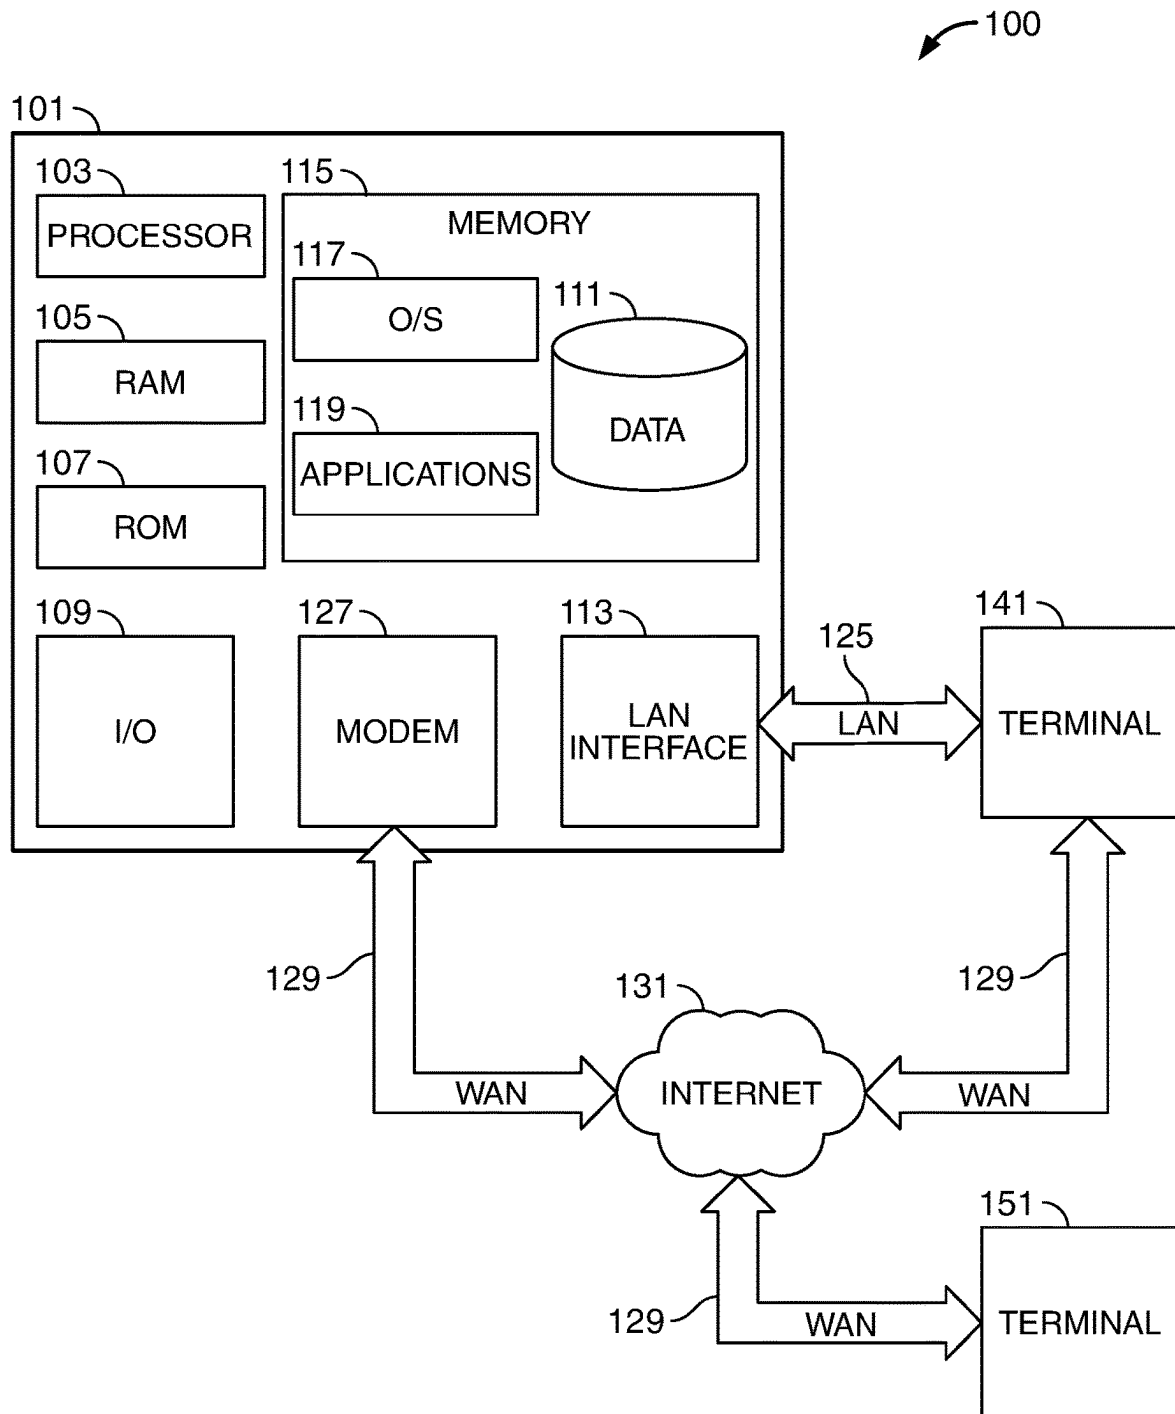 100
101
103
PROCESSOR
115
MEMORY
117
O/S
111
DATA
105
RAM
119
APPLICATIONS
107
ROM
109
I/O
127
MODEM
113
LAN
INTERFACE
125
LAN
141
TERMINAL
129
WAN
131
INTERNET
129
WAN
129
WAN
151
TERMINAL